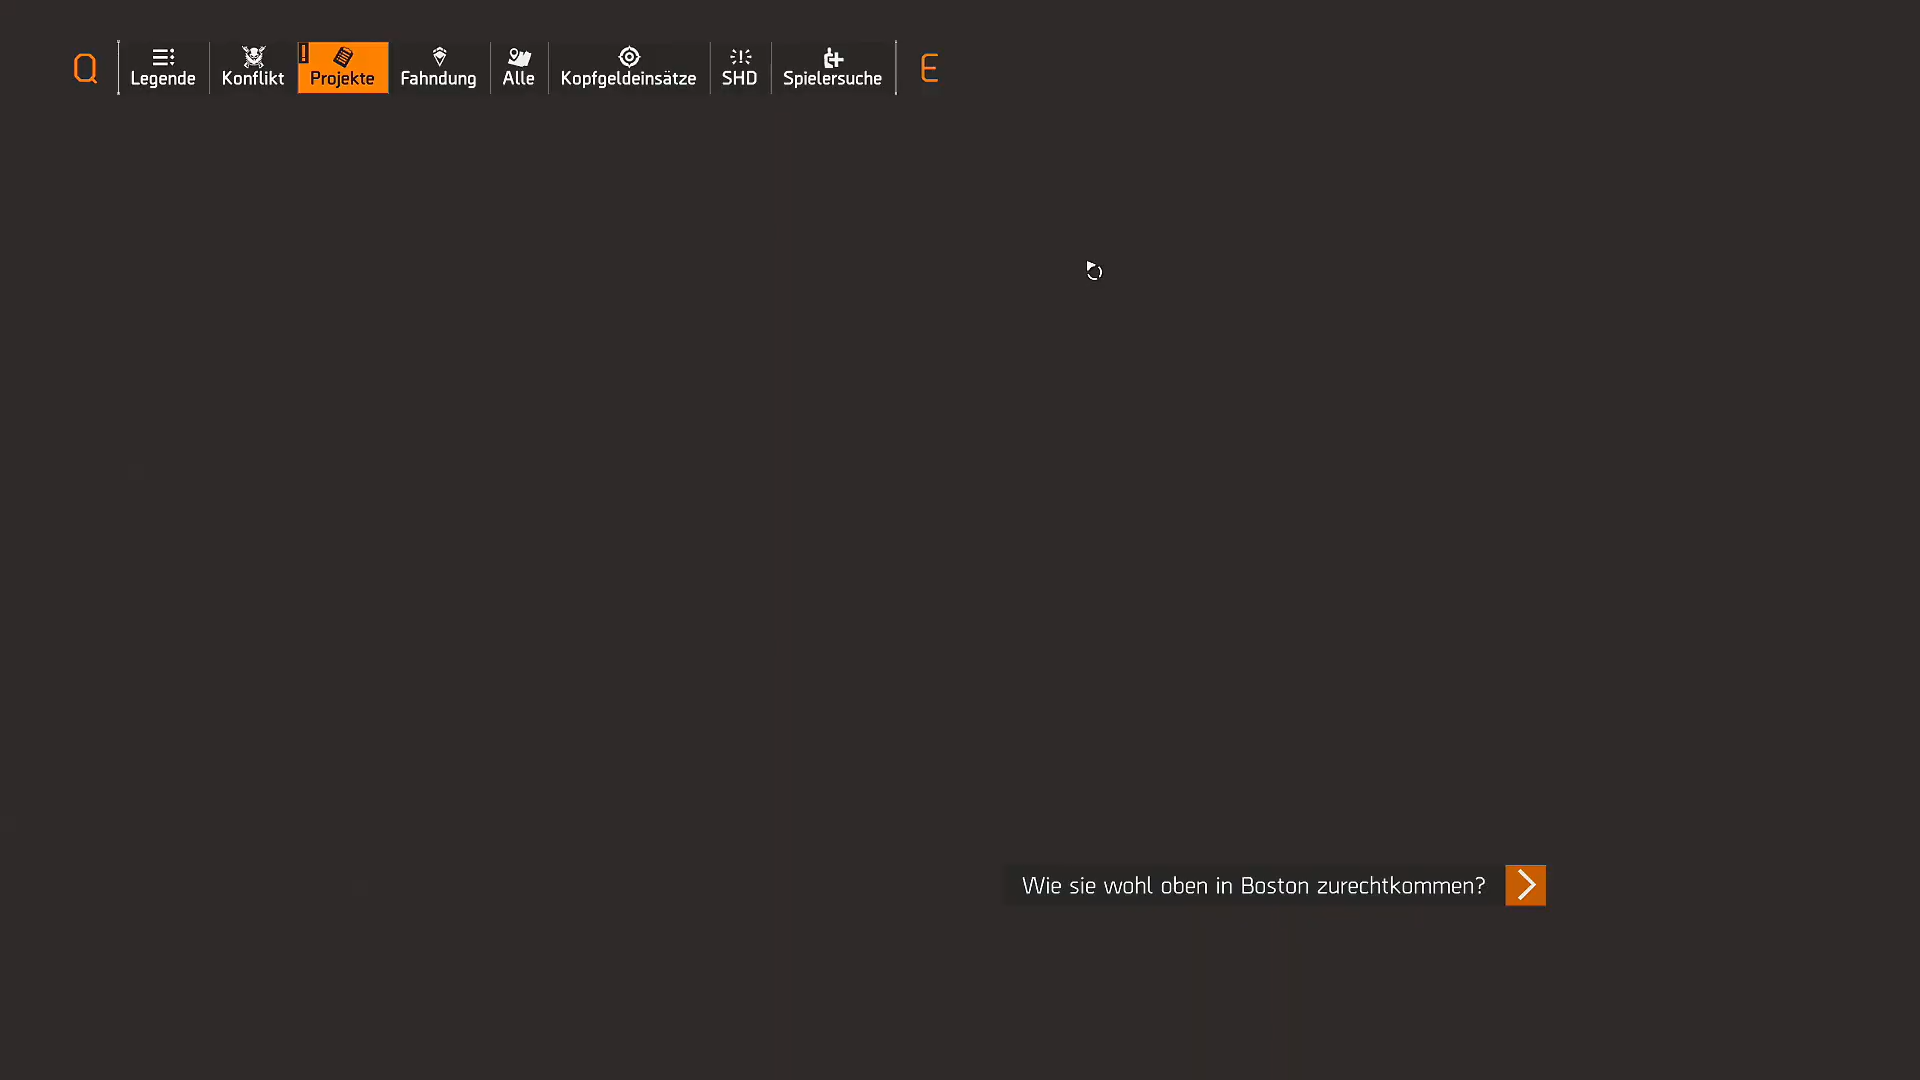 Q
Legende
Konflikt
! Projekte
Fahndung
Alle
Kopfgeldeinsätze
SHD
Spielersuche
E
Wie sie wohl oben in Boston zurechtkommen?